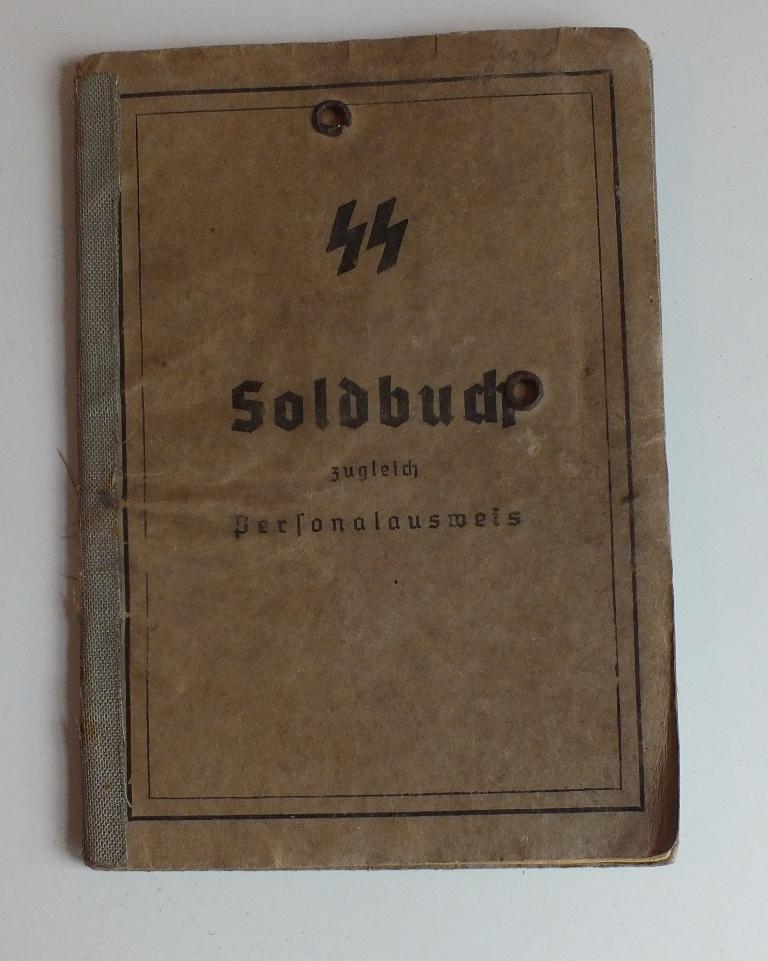 SS
Soldbuch
zugleich
Personalausweis